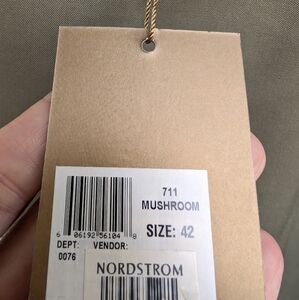 711
MUSHROOM
SIZE: 42
6 06192 56104 8
DEPT: VENDOR:
0076
NORDSTROM